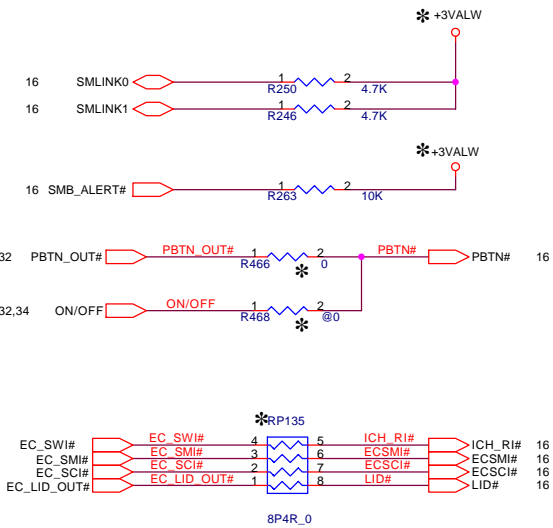 * +3VALW
16 SMLINK0 1 R250 2 4.7K
16 SMLINK1 1 R246 2 4.7K
*+3VALW
16 SMB_ALERT# 1 R263 2 10K
32 PBTN_OUT# PBTN_OUT# 1 R466 * 2 0 PBTN# PBTN# 16
32,34 ON/OFF ON/OFF 1 R468 * 2 @0
*RP135
EC_SWI# EC_SWI# 4 5 ICH_RI# ICH_RI# 16
EC_SMI# EC_SMI# 3 6 ECSMI# ECSMI# 16
EC_SCI# EC_SCI# 2 7 ECSCI# ECSCI# 16
EC_LID_OUT# EC_LID_OUT# 1 8 LID# LID# 16
8P4R_0